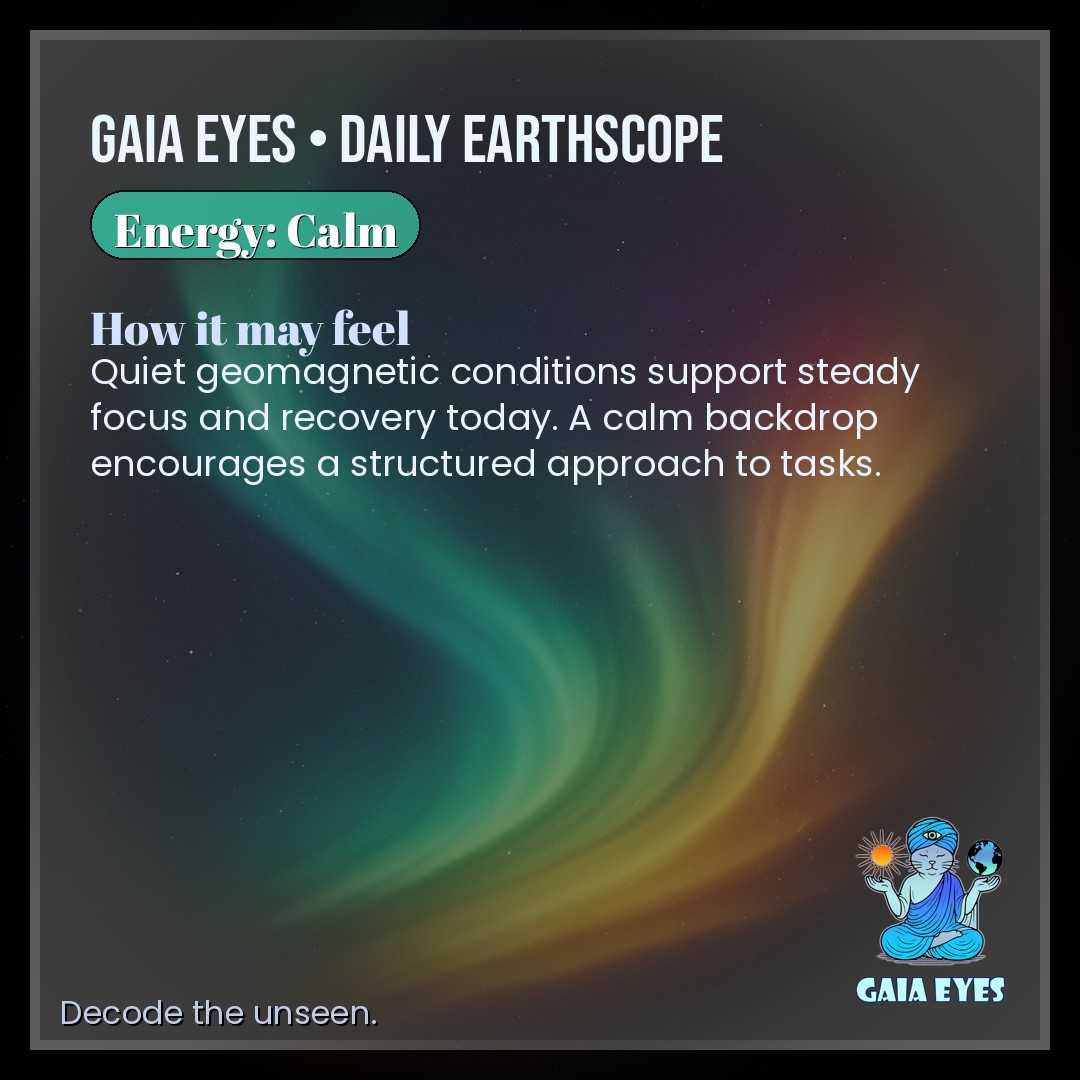 GAIA EYES • DAILY EARTHSCOPE
Energy: Calm
How it may feel
Quiet geomagnetic conditions support steady
focus and recovery today. A calm backdrop
encourages a structured approach to tasks.
GAIA EYES
Decode the unseen.